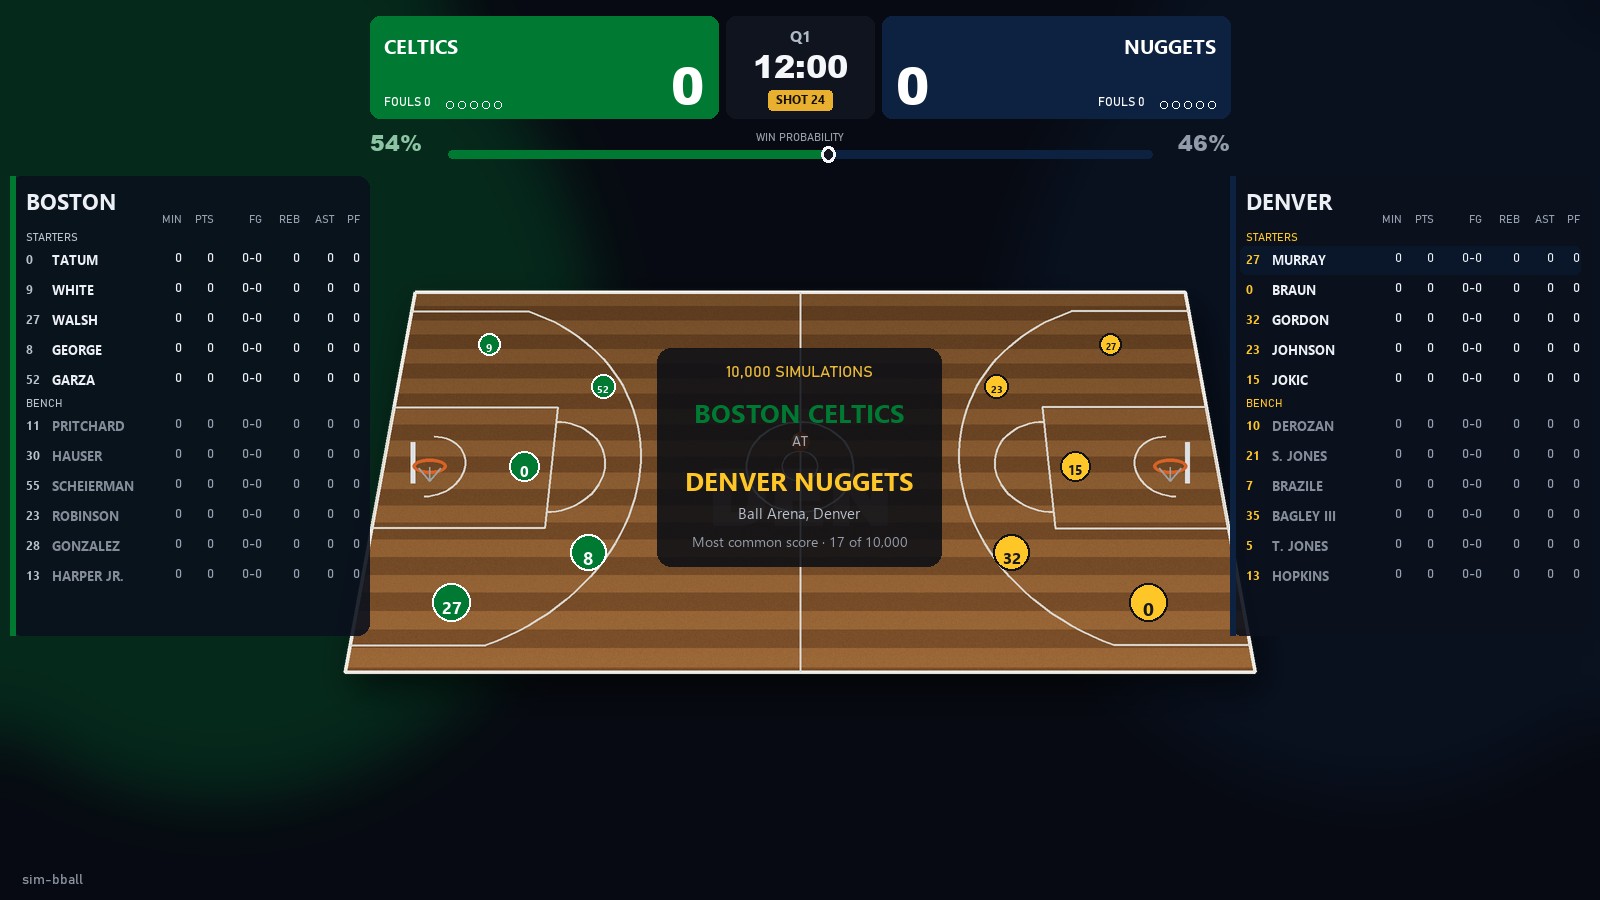 CELTICS
0
FOULS 0
Q1
12:00
SHOT 24
NUGGETS
0
FOULS 0
54%
WIN PROBABILITY
46%
BOSTON
MIN PTS FG REB AST PF
STARTERS
0 TATUM 0 0 0-0 0 0 0
9 WHITE 0 0 0-0 0 0 0
27 WALSH 0 0 0-0 0 0 0
8 GEORGE 0 0 0-0 0 0 0
52 GARZA 0 0 0-0 0 0 0
BENCH
11 PRITCHARD 0 0 0-0 0 0 0
30 HAUSER 0 0 0-0 0 0 0
55 SCHEIERMAN 0 0 0-0 0 0 0
23 ROBINSON 0 0 0-0 0 0 0
28 GONZALEZ 0 0 0-0 0 0 0
13 HARPER JR. 0 0 0-0 0 0 0
9
52
0
8
27
10,000 SIMULATIONS
BOSTON CELTICS
AT
DENVER NUGGETS
Ball Arena, Denver
Most common score · 17 of 10,000
27
23
15
32
0
DENVER
MIN PTS FG REB AST PF
STARTERS
27 MURRAY 0 0 0-0 0 0 0
0 BRAUN 0 0 0-0 0 0 0
32 GORDON 0 0 0-0 0 0 0
23 JOHNSON 0 0 0-0 0 0 0
15 JOKIC 0 0 0-0 0 0 0
BENCH
10 DEROZAN 0 0 0-0 0 0 0
21 S. JONES 0 0 0-0 0 0 0
7 BRAZILE 0 0 0-0 0 0 0
35 BAGLEY III 0 0 0-0 0 0 0
5 T. JONES 0 0 0-0 0 0 0
13 HOPKINS 0 0 0-0 0 0 0
sim-bball